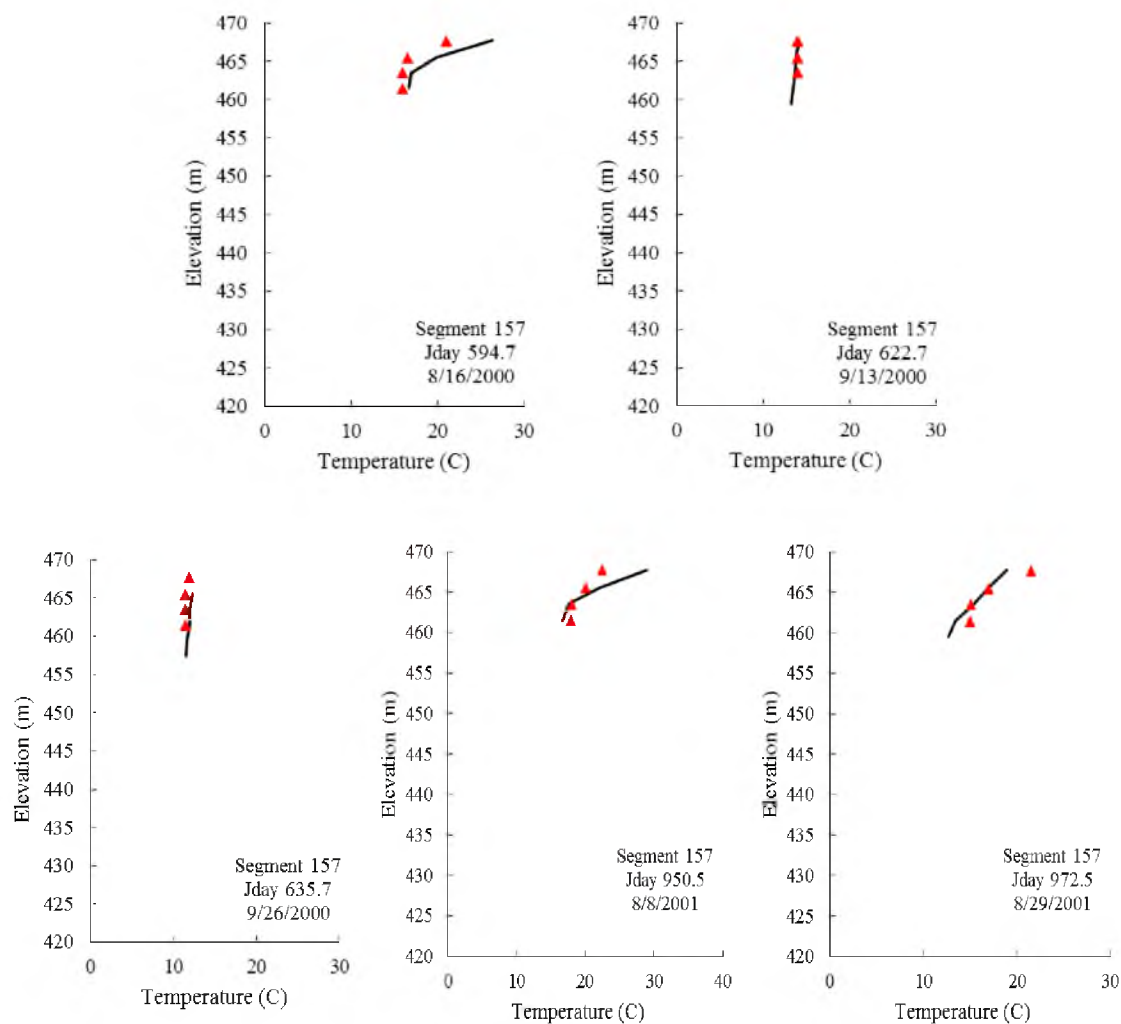 470
465
460
455
450
445
440
435
430
425
420
Elevation (m)
0 10 20 30
Temperature (C)
Segment 157
Jday 594.7
8/16/2000
470
465
460
455
450
445
440
435
430
425
420
Elevation (m)
0 10 20 30
Temperature (C)
Segment 157
Jday 622.7
9/13/2000
470
465
460
455
450
445
440
435
430
425
420
Elevation (m)
0 10 20 30
Temperature (C)
Segment 157
Jday 635.7
9/26/2000
470
465
460
455
450
445
440
435
430
425
420
Elevation (m)
0 10 20 30 40
Temperature (C)
Segment 157
Jday 950.5
8/8/2001
470
465
460
455
450
445
440
435
430
425
420
Elevation (m)
0 10 20 30
Temperature (C)
Segment 157
Jday 972.5
8/29/2001